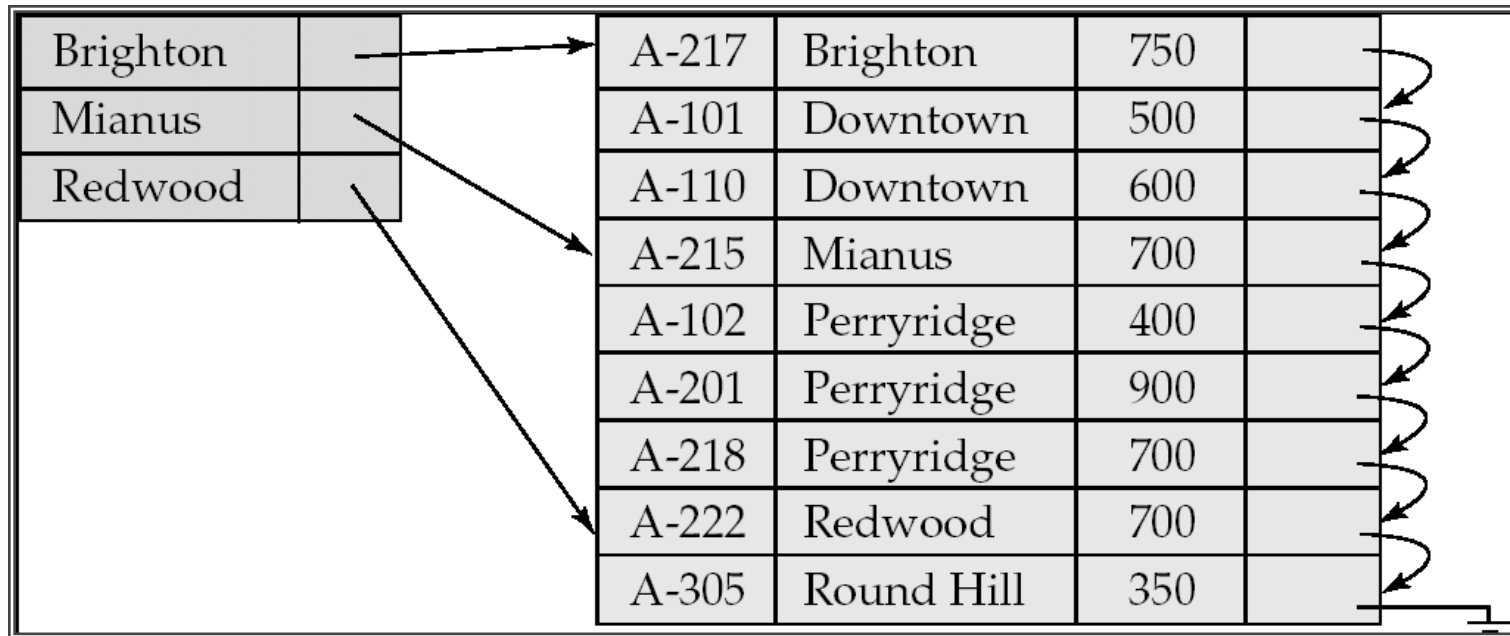 Brighton
Mianus
Redwood
A-217 Brighton 750
A-101 Downtown 500
A-110 Downtown 600
A-215 Mianus 700
A-102 Perryridge 400
A-201 Perryridge 900
A-218 Perryridge 700
A-222 Redwood 700
A-305 Round Hill 350